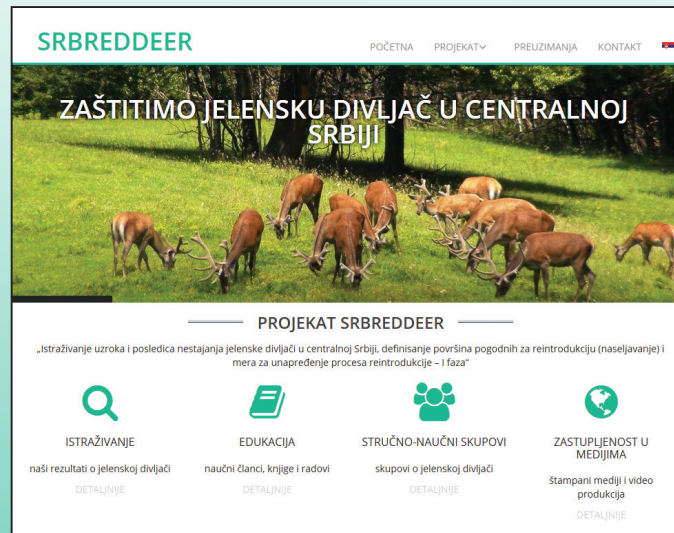 SRBREDDEER
POČETNA PROJEKAT PREUZIMANJA KONTAKT
ZAŠTITIMO JELENSKU DIVLJAČ U CENTRALNOJ
SRBIJI
PROJEKAT SRBREDDEER
„Istraživanje uzroka i posledica nestajanja jelenske divljači u centralnoj Srbiji, definisanje površina pogodnih za reintrodukciju (naseljavanje) i
mera za unapređenje procesa reintrodukcije – I faza“
ISTRAŽIVANJE
naši rezultati o jelenskoj divljači
DETALJNIJE
EDUKACIJA
naučni članci, knjige i radovi
DETALJNIJE
STRUČNO-NAUČNI SKUPOVI
skupovi o jelenskoj divljači
DETALJNIJE
ZASTUPLJENOST U
MEDIJIMA
štampani mediji i video
produkcija
DETALJNIJE